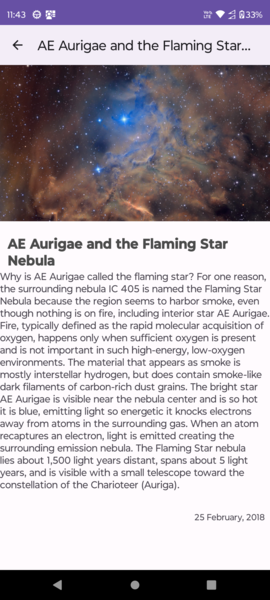 11:43
33%
AE Aurigae and the Flaming Star...
AE Aurigae and the Flaming Star
Nebula
Why is AE Aurigae called the flaming star? For one reason,
the surrounding nebula IC 405 is named the Flaming Star
Nebula because the region seems to harbor smoke, even
though nothing is on fire, including interior star AE Aurigae.
Fire, typically defined as the rapid molecular acquisition of
oxygen, happens only when sufficient oxygen is present
and is not important in such high-energy, low-oxygen
environments. The material that appears as smoke is
mostly interstellar hydrogen, but does contain smoke-like
dark filaments of carbon-rich dust grains. The bright star
AE Aurigae is visible near the nebula center and is so hot
it is blue, emitting light so energetic it knocks electrons
away from atoms in the surrounding gas. When an atom
recaptures an electron, light is emitted creating the
surrounding emission nebula. The Flaming Star nebula
lies about 1,500 light years distant, spans about 5 light
years, and is visible with a small telescope toward the
constellation of the Charioteer (Auriga).
25 February, 2018